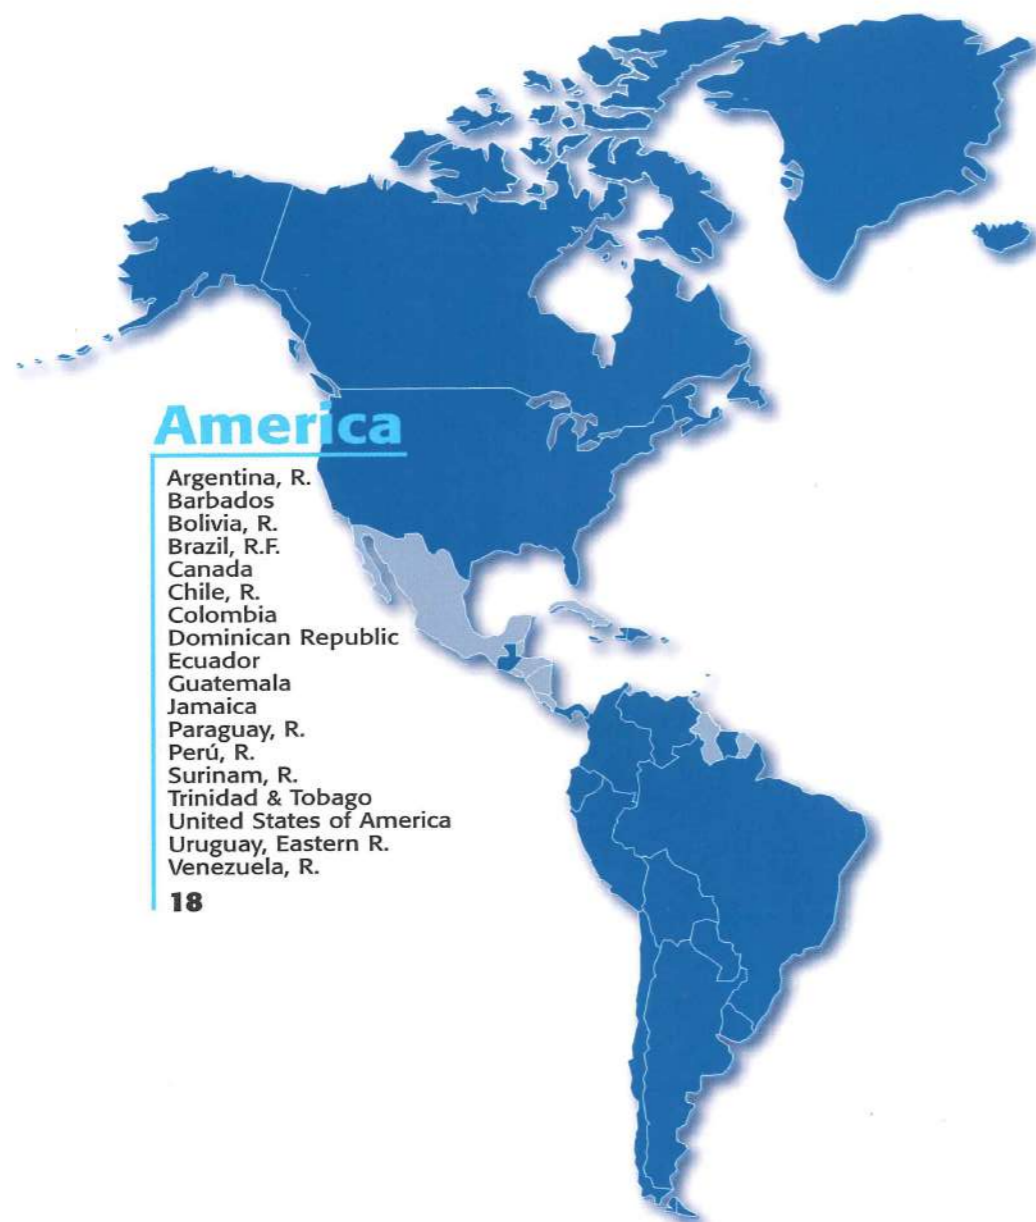 America
Argentina, R.
Barbados
Bolivia, R.
Brazil, R.F.
Canada
Chile, R.
Colombia
Dominican Republic
Ecuador
Guatemala
Jamaica
Paraguay, R.
Perú, R.
Surinam, R.
Trinidad & Tobago
United States of America
Uruguay, Eastern R.
Venezuela, R.
18